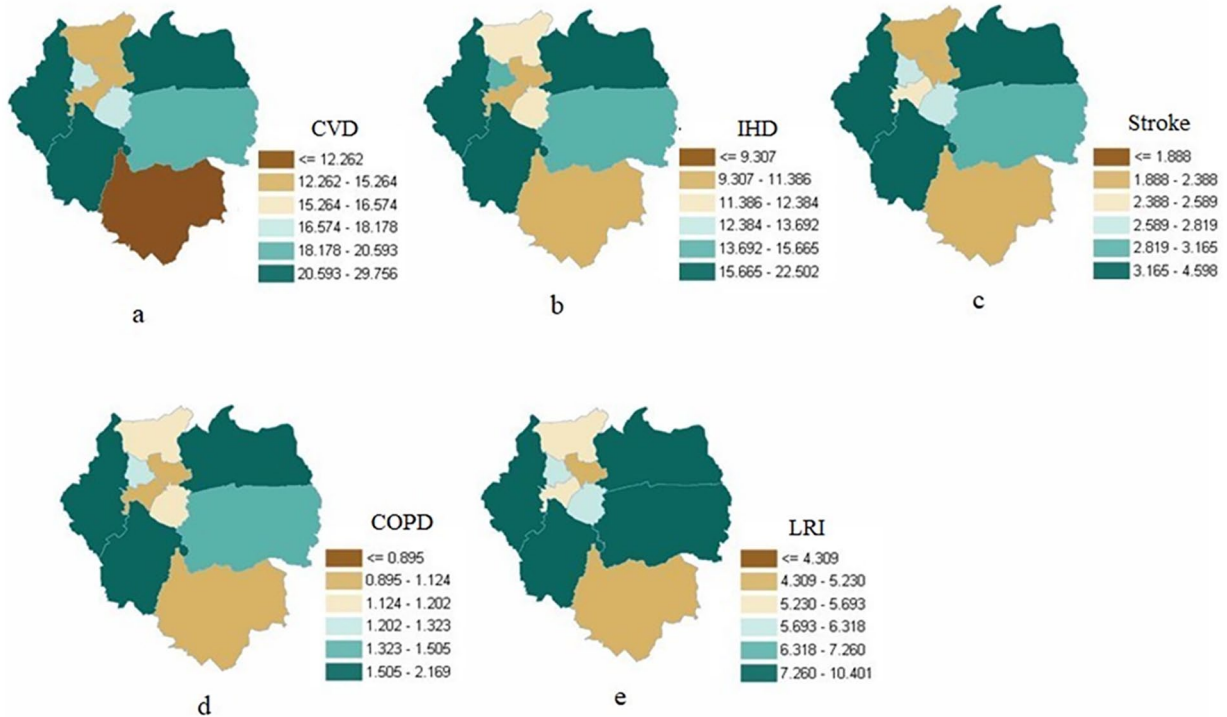 CVD
<= 12.262
12.262 - 15.264
15.264 - 16.574
16.574 - 18.178
18.178 - 20.593
20.593 - 29.756
a
IHD
<= 9.307
9.307 - 11.386
11.386 - 12.384
12.384 - 13.692
13.692 - 15.665
15.665 - 22.502
b
Stroke
<= 1.888
1.888 - 2.388
2.388 - 2.589
2.589 - 2.819
2.819 - 3.165
3.165 - 4.598
c
COPD
<= 0.895
0.895 - 1.124
1.124 - 1.202
1.202 - 1.323
1.323 - 1.505
1.505 - 2.169
d
LRI
<= 4.309
4.309 - 5.230
5.230 - 5.693
5.693 - 6.318
6.318 - 7.260
7.260 - 10.401
e